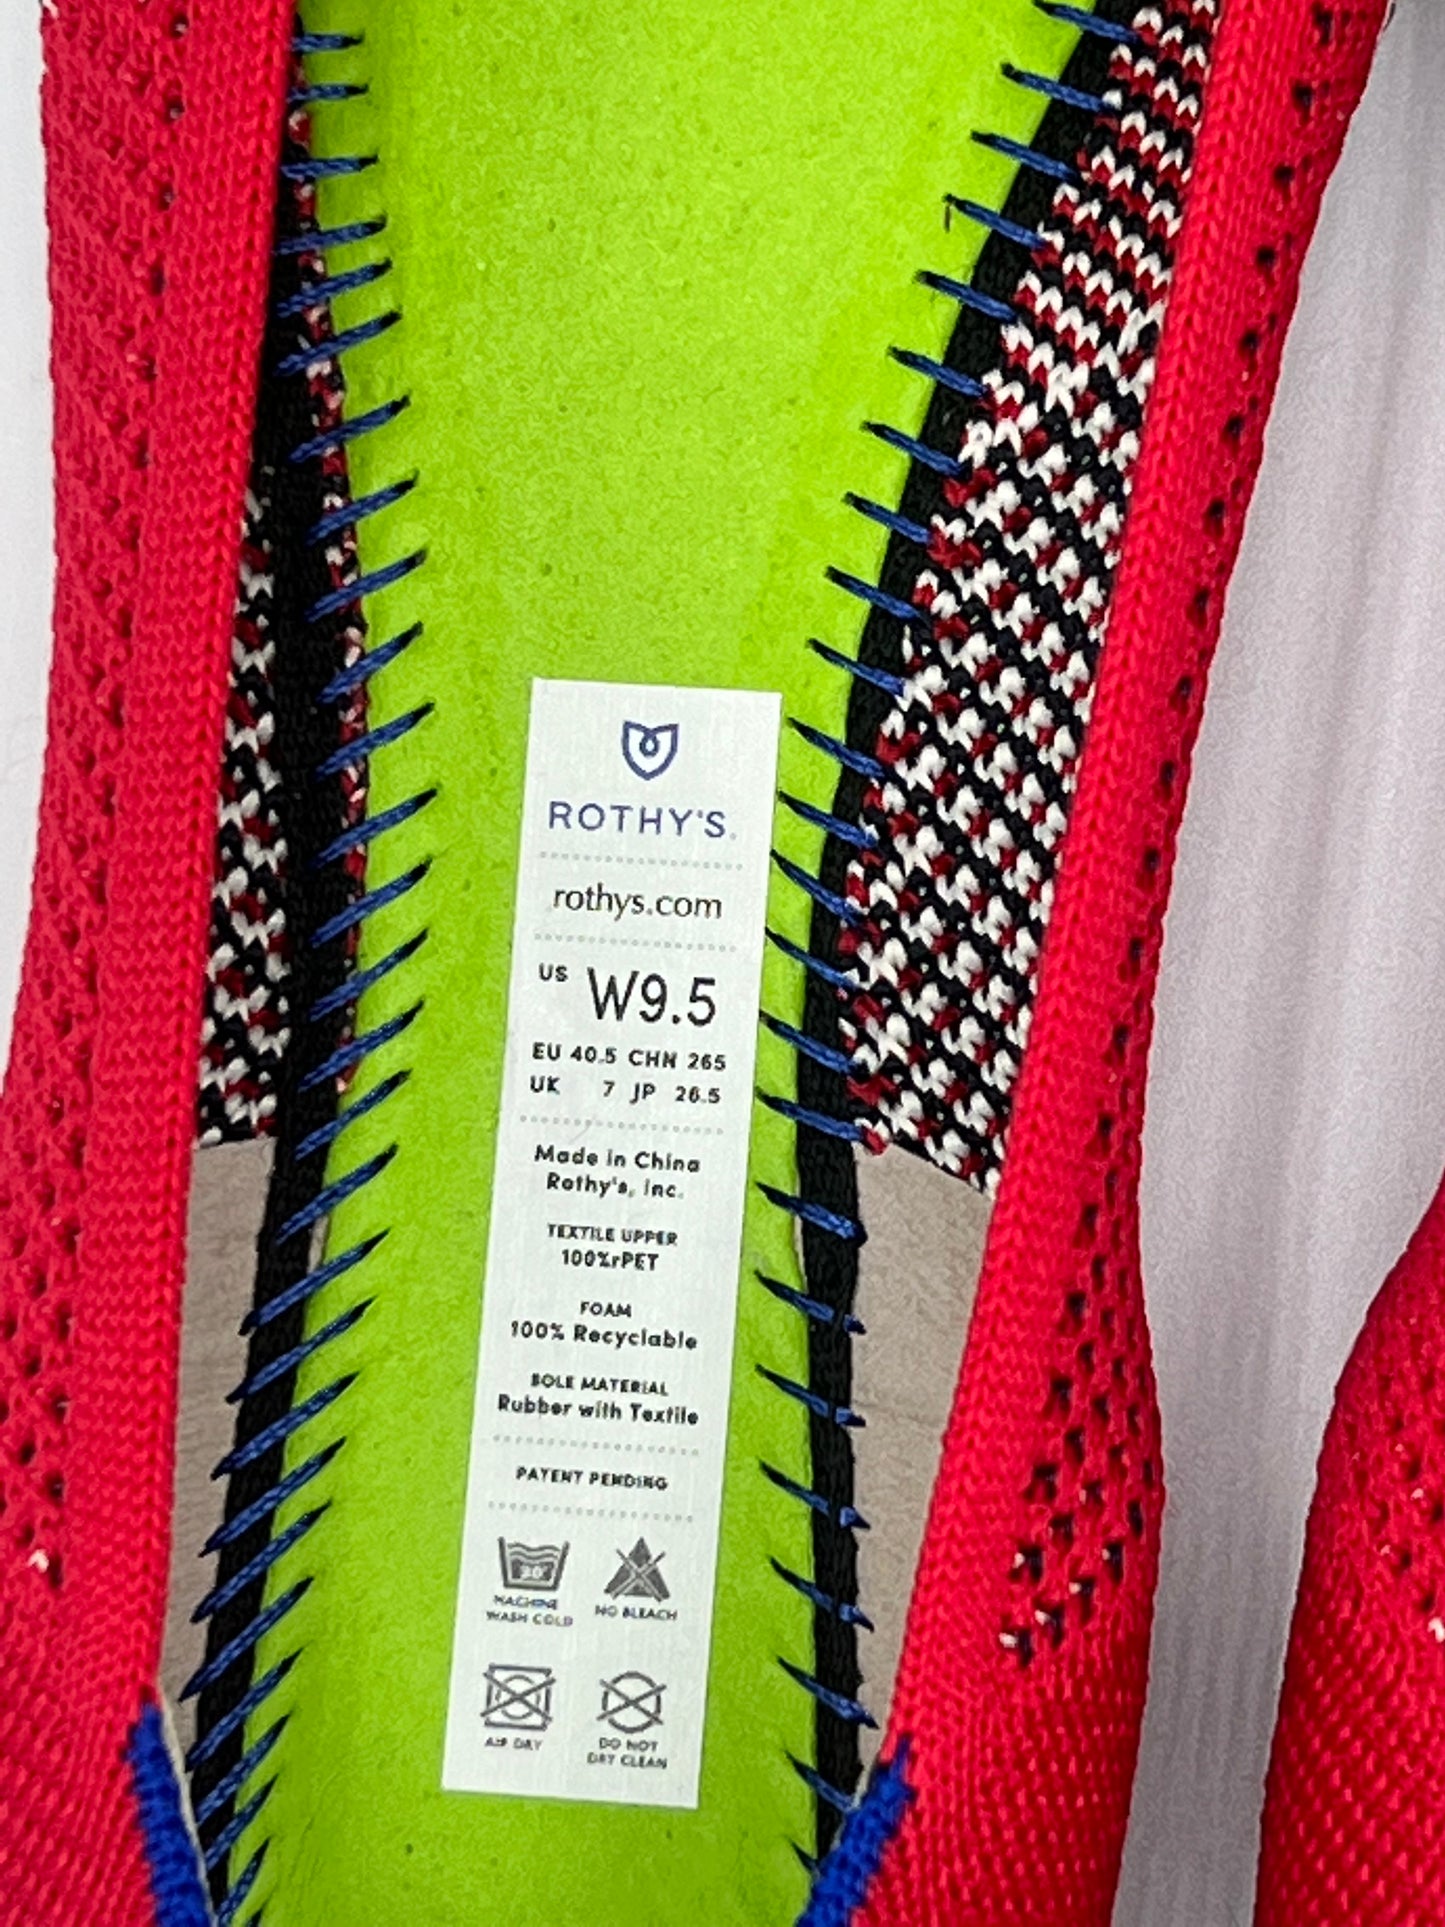 ROTHY'S.
rothys.com
US W9.5
EU 40.5 CHN 265
UK 7 JP 26.5
Made in China
Rothy's, Inc.
TEXTILE UPPER
100%rPET
FOAM
100% Recyclable
SOLE MATERIAL
Rubber with Textile
PATENT PENDING
30°
MACHINE
WASH COLD
NO BLEACH
AIR DRY
DO NOT
DRY CLEAN